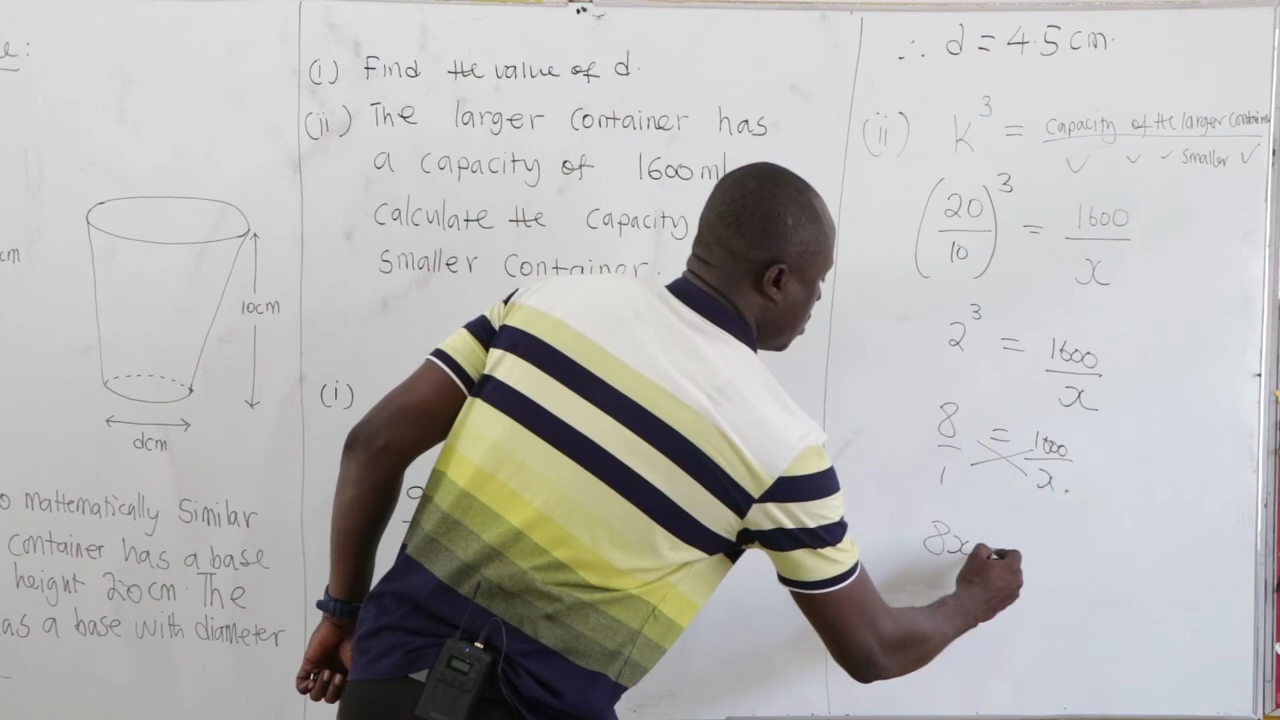 e:
cm
10cm
dcm
o mathematically Similar
container has a base
height 20cm. The
as a base with diameter
(i) Find the value of d.
(ii) The larger container has
a capacity of 1600ml
calculate the capacity
smaller container.
(i)
9
∴ d = 4.5cm.
(ii) K³ = Capacity of the larger container / ✓ ✓ ✓ smaller ✓
(20/10)³ = 1600/x
2³ = 1600/x
8/1 = 1600/x.
8x